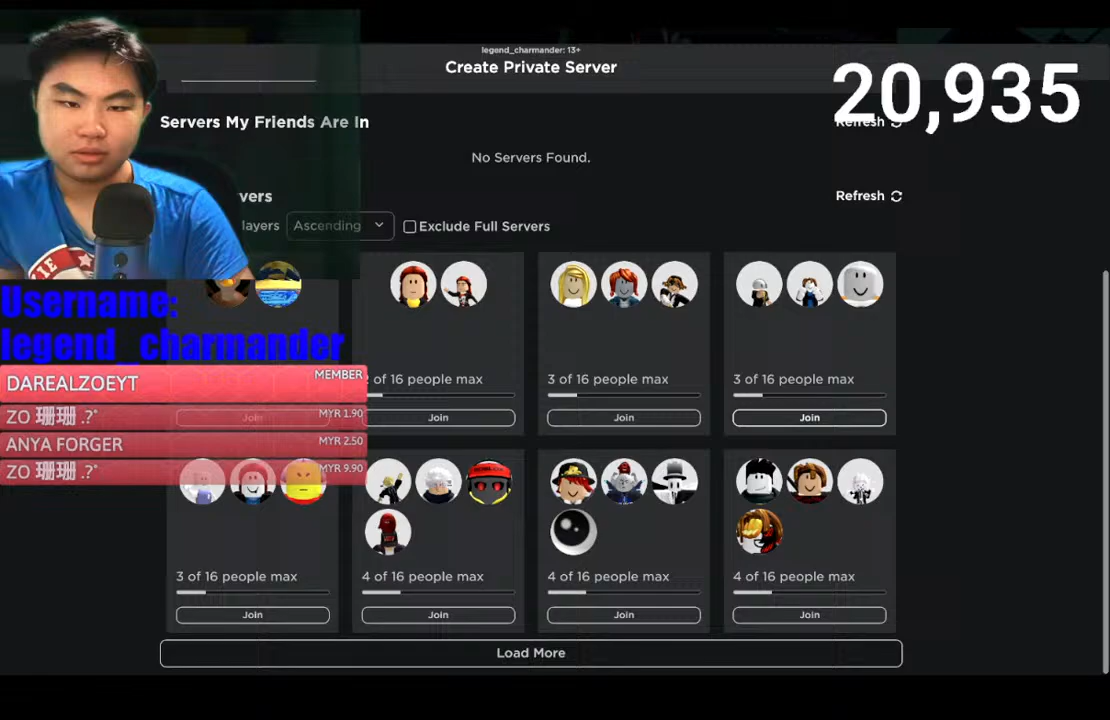 legend_charmander: 13+
Create Private Server
20,935
Servers My Friends Are In
Refresh
No Servers Found.
vers
Refresh
layers
Ascending
Exclude Full Servers
Username:
legend_charmander
DAREALZOEYT
MEMBER
ZO 珊珊 .?°
MYR 1.90
ANYA FORGER
MYR 2.50
ZO 珊珊 .?°
MYR 9.90
of 16 people max
3 of 16 people max
3 of 16 people max
Join
Join
Join
Join
3 of 16 people max
4 of 16 people max
4 of 16 people max
4 of 16 people max
Join
Join
Join
Join
Load More